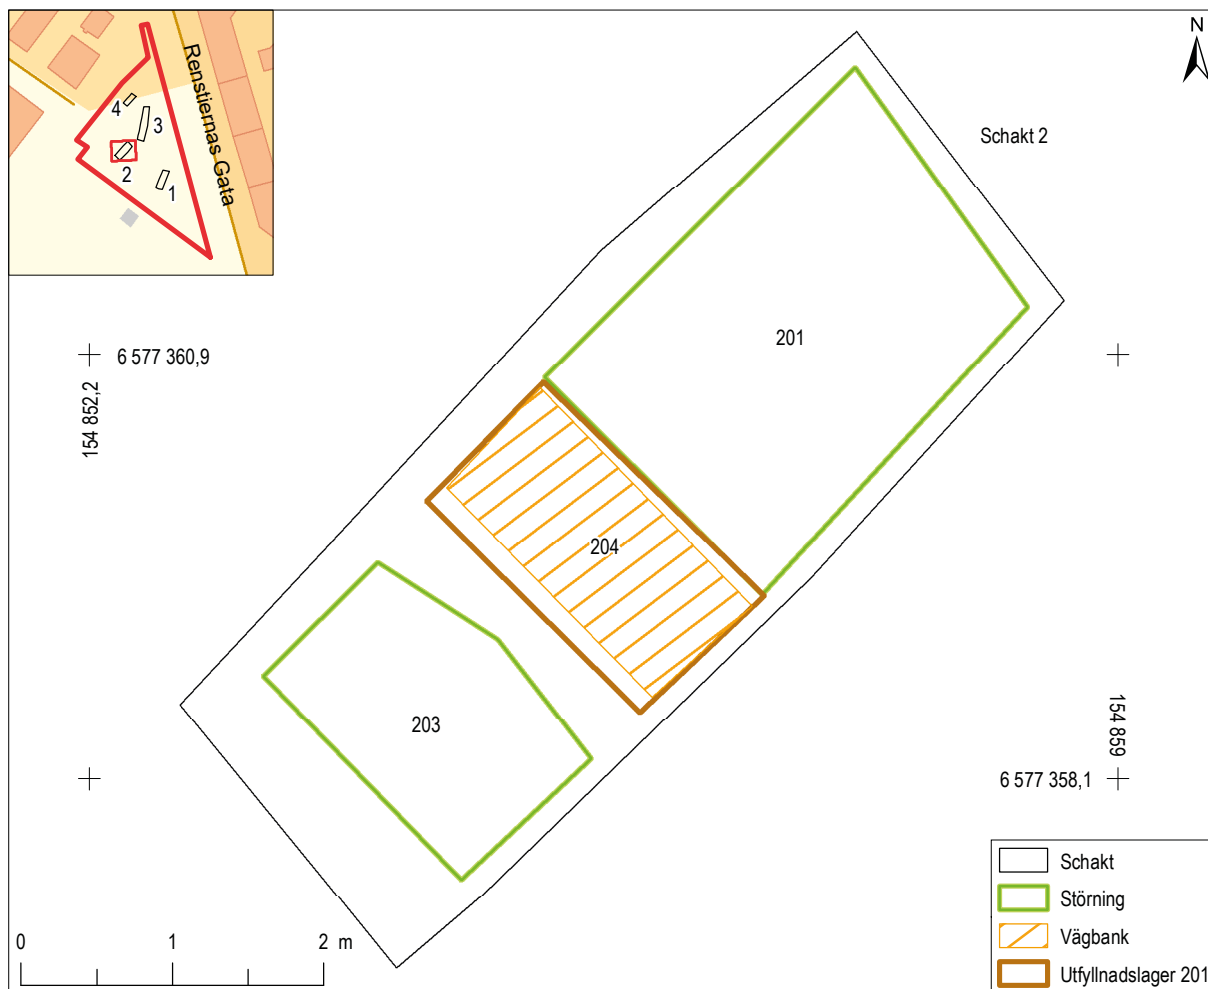 Renstiernas Gata
4
3
2
1
N
Schakt 2
201
6 577 360,9
154 852,2
204
203
154 859
6 577 358,1
Schakt
Störning
Vägbank
Utfyllnadslager 201
0 1 2 m